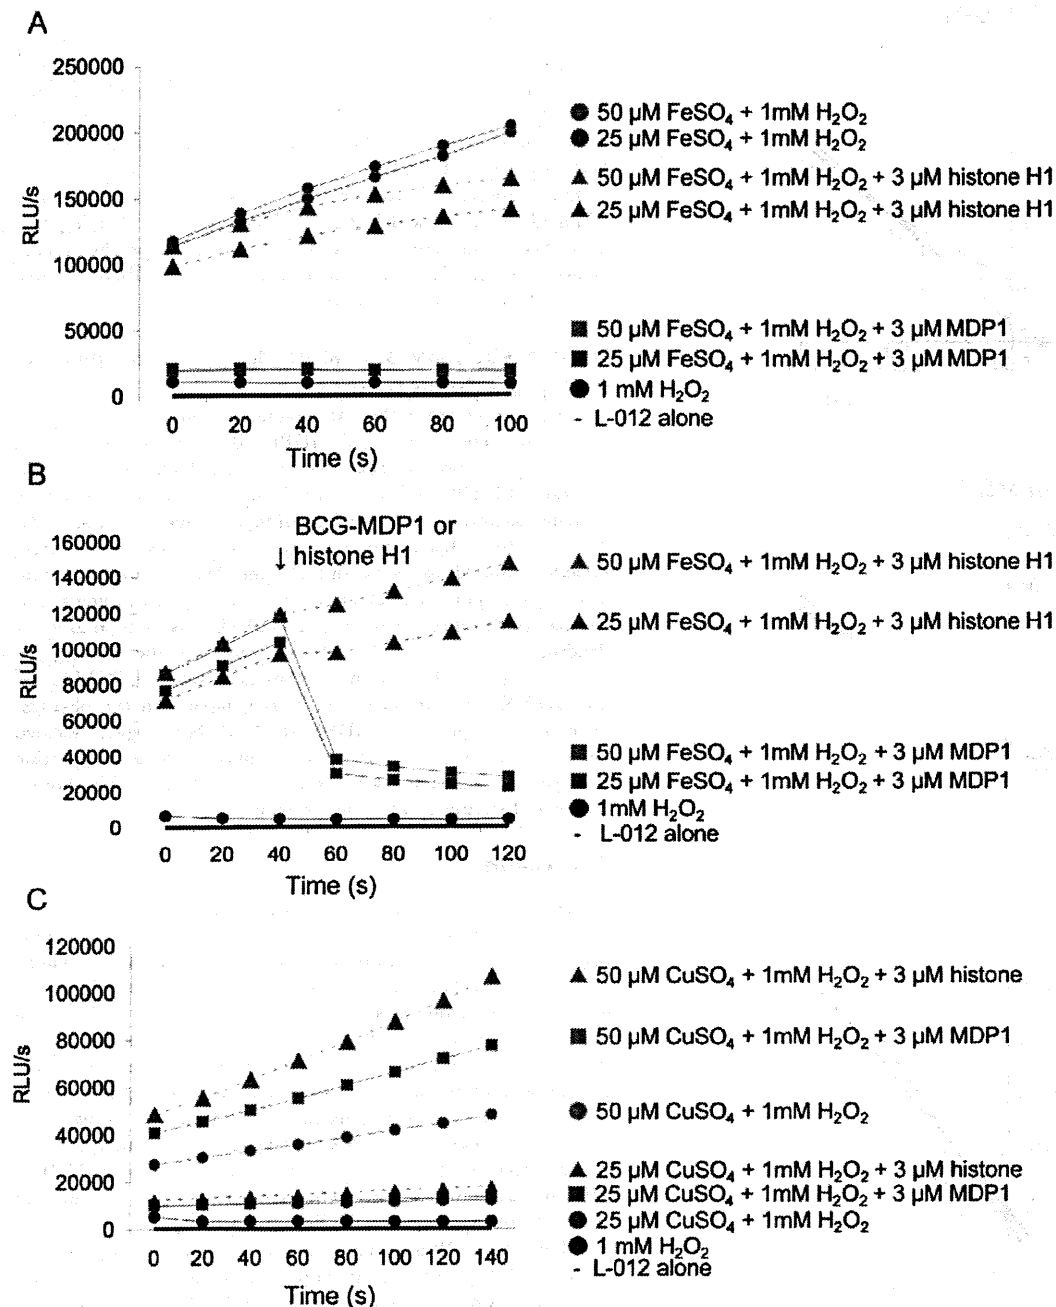 A
250000
200000
150000
100000
50000
0
RLU/s
0 20 40 60 80 100
Time (s)
50 µM FeSO₄ + 1mM H₂O₂
25 µM FeSO₄ + 1mM H₂O₂
50 µM FeSO₄ + 1mM H₂O₂ + 3 µM histone H1
25 µM FeSO₄ + 1mM H₂O₂ + 3 µM histone H1
50 µM FeSO₄ + 1mM H₂O₂ + 3 µM MDP1
25 µM FeSO₄ + 1mM H₂O₂ + 3 µM MDP1
1 mM H₂O₂
- L-012 alone
B
BCG-MDP1 or
↓ histone H1
160000
140000
120000
100000
80000
60000
40000
20000
0
RLU/s
0 20 40 60 80 100 120
Time (s)
50 µM FeSO₄ + 1mM H₂O₂ + 3 µM histone H1
25 µM FeSO₄ + 1mM H₂O₂ + 3 µM histone H1
50 µM FeSO₄ + 1mM H₂O₂ + 3 µM MDP1
25 µM FeSO₄ + 1mM H₂O₂ + 3 µM MDP1
1mM H₂O₂
- L-012 alone
C
120000
100000
80000
60000
40000
20000
0
RLU/s
0 20 40 60 80 100 120 140
Time (s)
50 µM CuSO₄ + 1mM H₂O₂ + 3 µM histone
50 µM CuSO₄ + 1mM H₂O₂ + 3 µM MDP1
50 µM CuSO₄ + 1mM H₂O₂
25 µM CuSO₄ + 1mM H₂O₂ + 3 µM histone
25 µM CuSO₄ + 1mM H₂O₂ + 3 µM MDP1
25 µM CuSO₄ + 1mM H₂O₂
1 mM H₂O₂
- L-012 alone